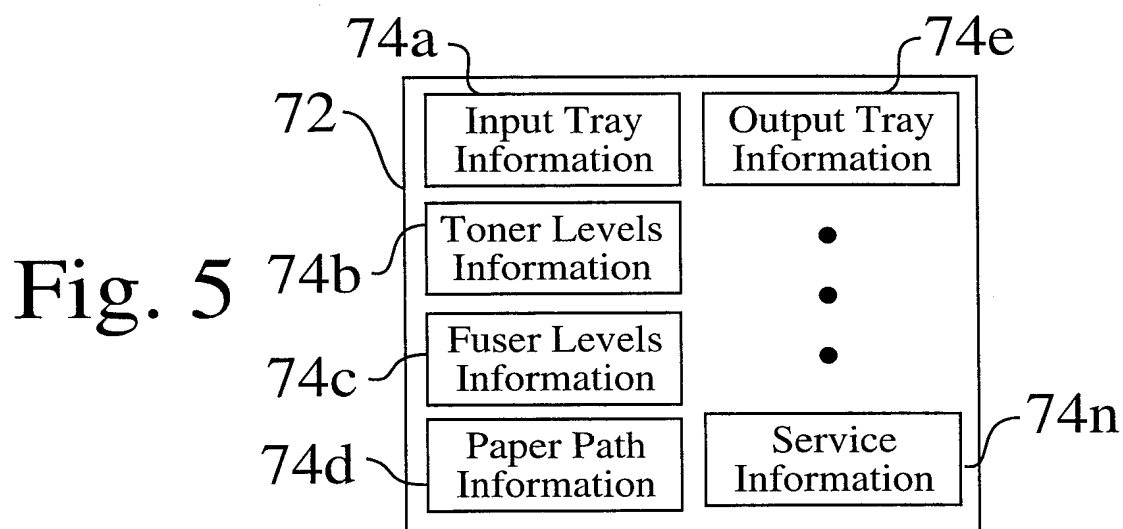 74a
74e
72
Input Tray
Information
Output Tray
Information
Toner Levels
Information
74b
Fig. 5
Fuser Levels
Information
74c
Paper Path
Information
74d
Service
Information
74n